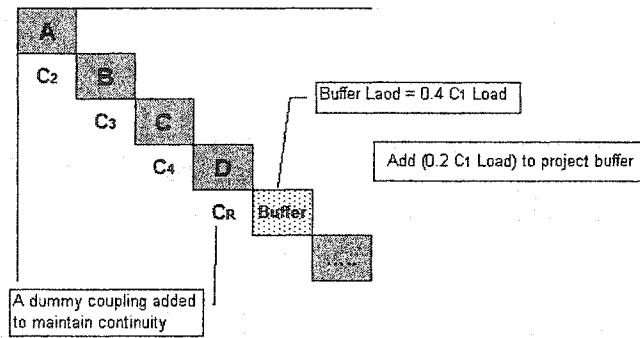 A
C2
B
Buffer Laod = 0.4 C1 Load
C3
C
C4
D
Add (0.2 C1 Load) to project buffer
CR
Buffer
.....
A dummy coupling added
to maintain continuity